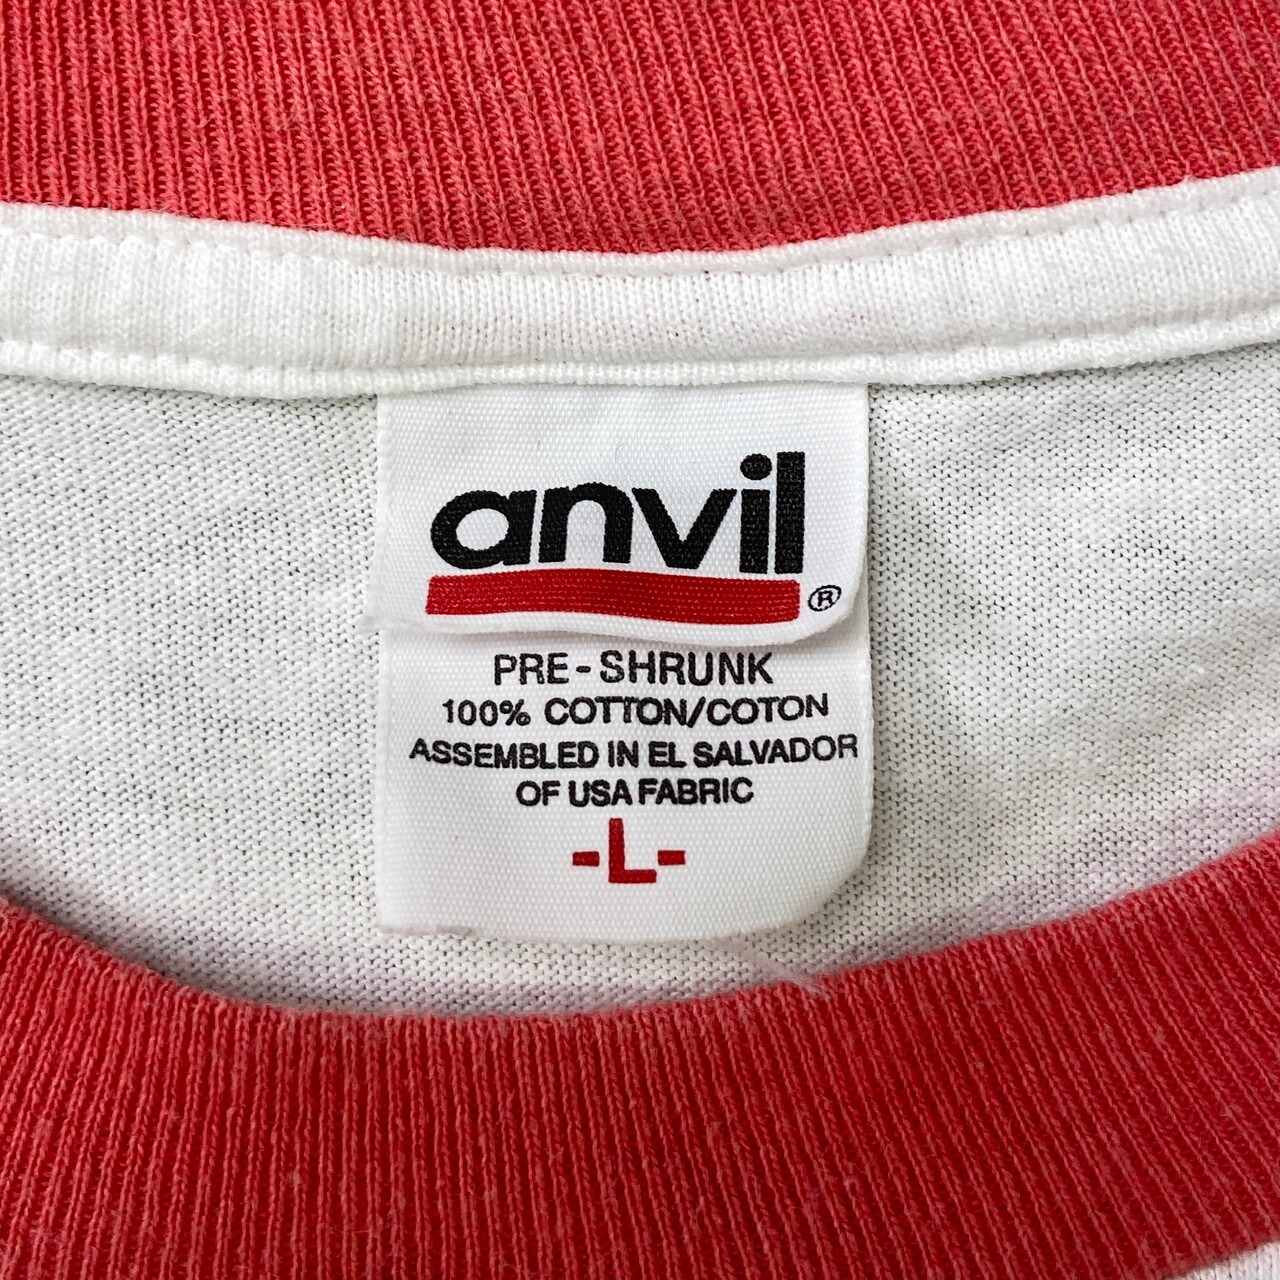 anvil®
PRE-SHRUNK
100% COTTON/COTON
ASSEMBLED IN EL SALVADOR
OF USA FABRIC
-L-